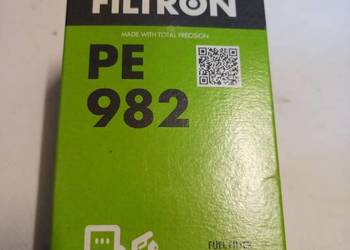 FILTRON
MADE WITH TOTAL PRECISION
PE
982
FUEL FILTER